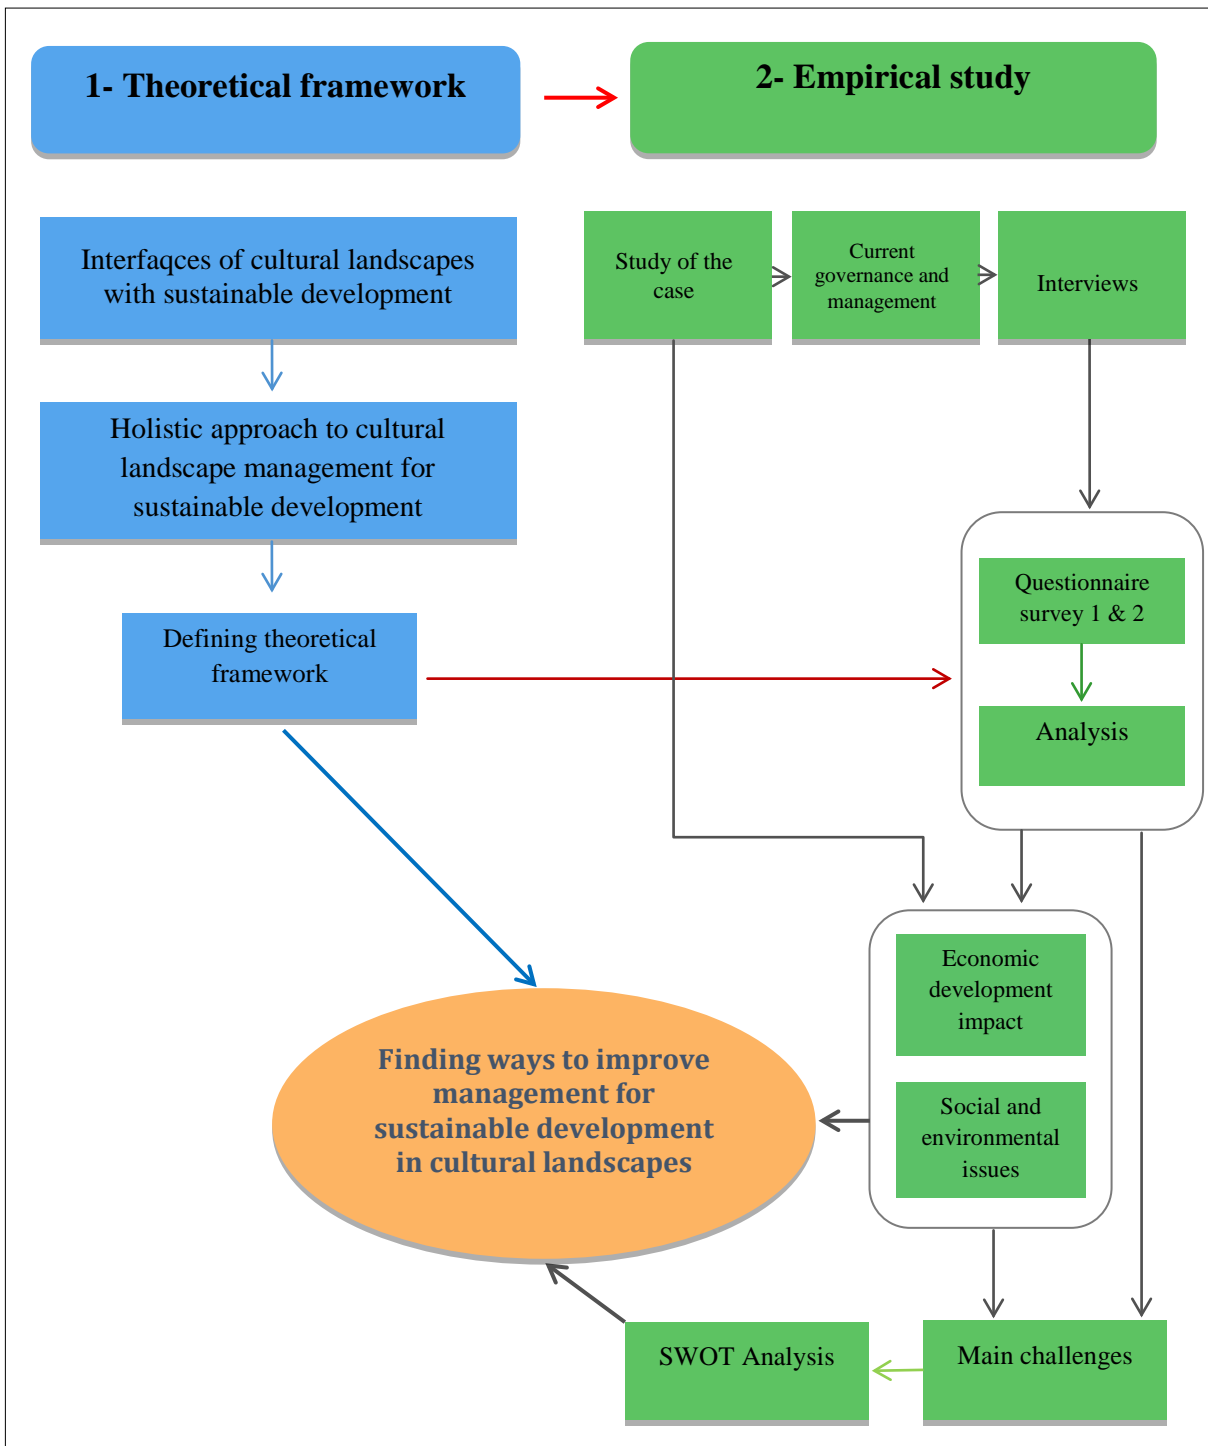 1- Theoretical framework
2- Empirical study
Interfaqces of cultural landscapes
with sustainable development
Study of the
case
Current
governance and
management
Interviews
Holistic approach to cultural
landscape management for
sustainable development
Questionnaire
survey 1 & 2
Defining theoretical
framework
Analysis
Economic
development
impact
Finding ways to improve
management for
sustainable development
in cultural landscapes
Social and
environmental
issues
SWOT Analysis
Main challenges